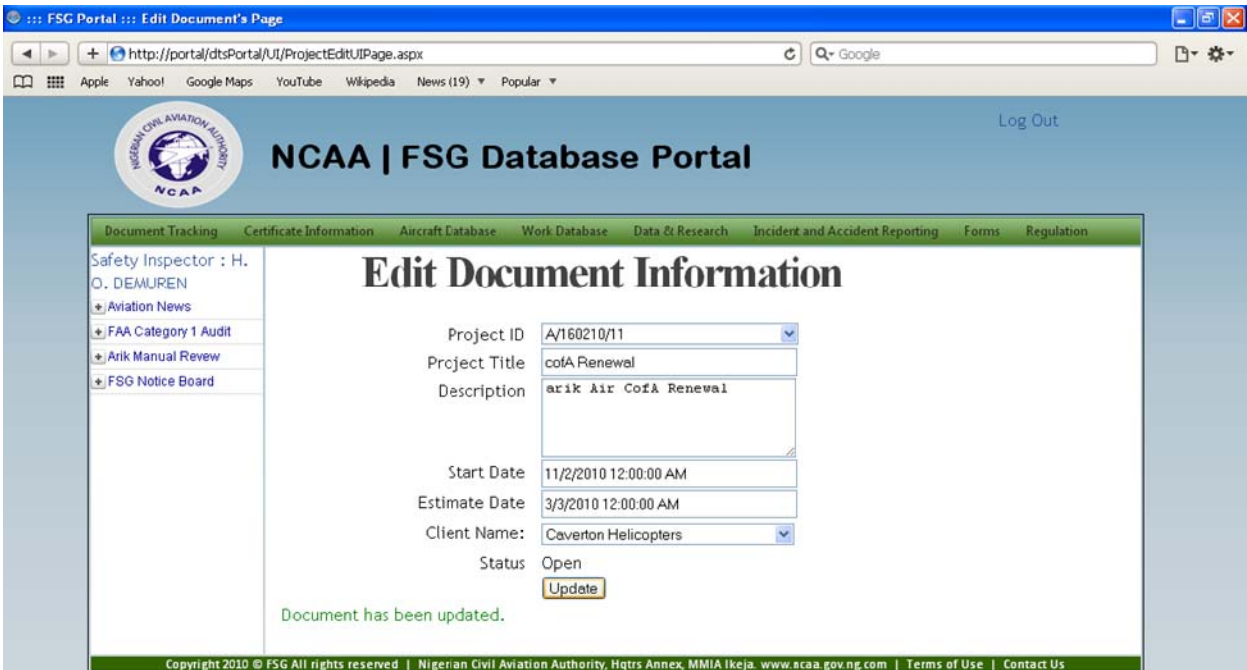 ::: FSG Portal ::: Edit Document's Page
http://portal/dtsPortal/UI/ProjectEditUIPage.aspx
Google
Apple Yahoo! Google Maps YouTube Wikipedia News (19) Popular
Log Out
NIGERIAN CIVIL AVIATION AUTHORITY
NCAA
NCAA | FSG Database Portal
Document Tracking Certificate Information Aircraft Database Work Database Data & Research Incident and Accident Reporting Forms Regulation
Safety Inspector : H.
O. DEMUREN
Aviation News
FAA Category 1 Audit
Arik Manual Revew
FSG Notice Board
Edit Document Information
Project ID A/160210/11
Project Title cofA Renewal
Description arik Air CofA Renewal
Start Date 11/2/2010 12:00:00 AM
Estimate Date 3/3/2010 12:00:00 AM
Client Name: Caverton Helicopters
Status Open
Update
Document has been updated.
Copyright 2010 © FSG All rights reserved | Nigerian Civil Aviation Authority, Hqtrs Annex, MMIA Ikeja. www.ncaa.gov.ng.com | Terms of Use | Contact Us